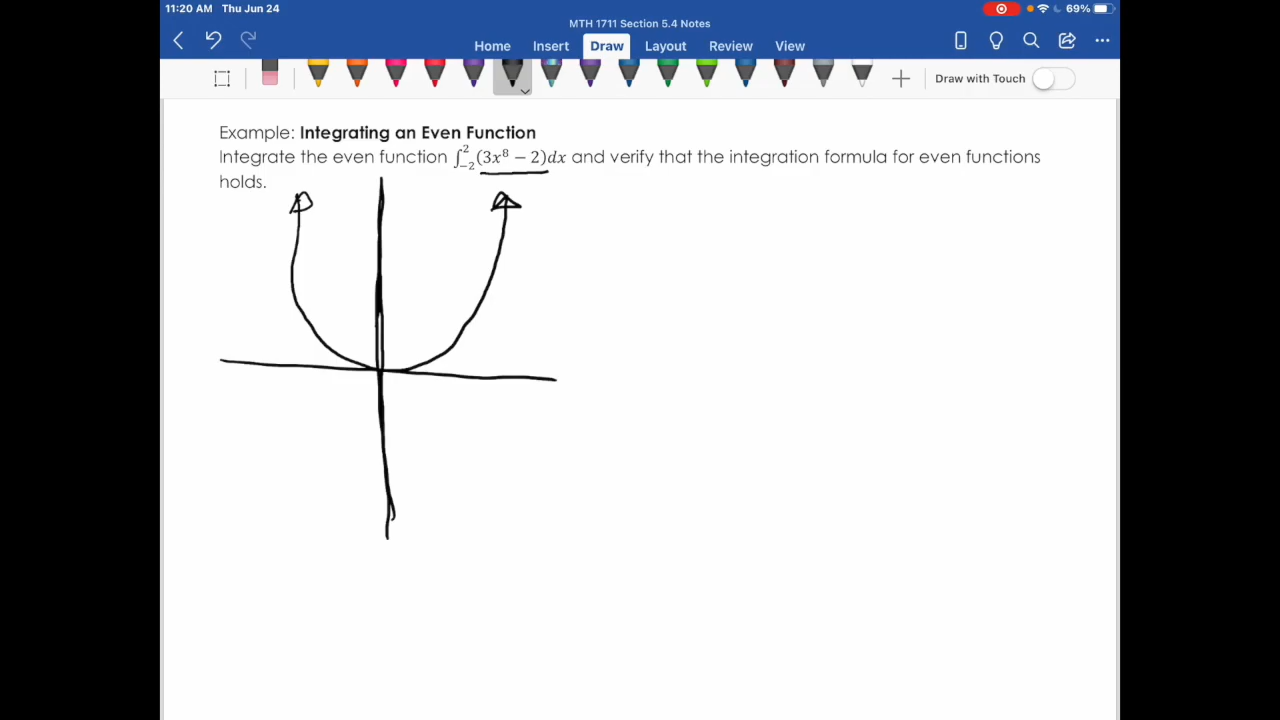 11:20 AM Thu Jun 24
69%
MTH 1711 Section 5.4 Notes
Home Insert Draw Layout Review View
Draw with Touch
Example: Integrating an Even Function
Integrate the even function ∫₋₂² (3x⁸ − 2)dx and verify that the integration formula for even functions
holds.